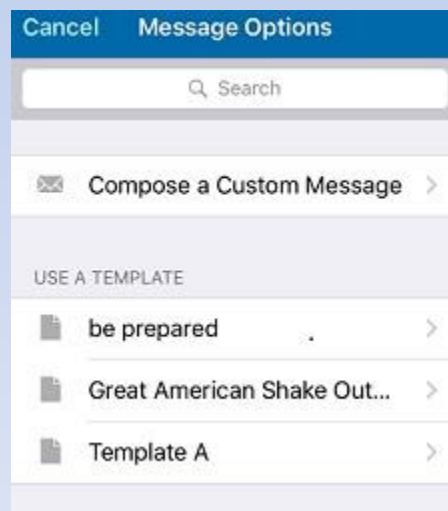 Cancel Message Options
Search
Compose a Custom Message
USE A TEMPLATE
be prepared
Great American Shake Out...
Template A